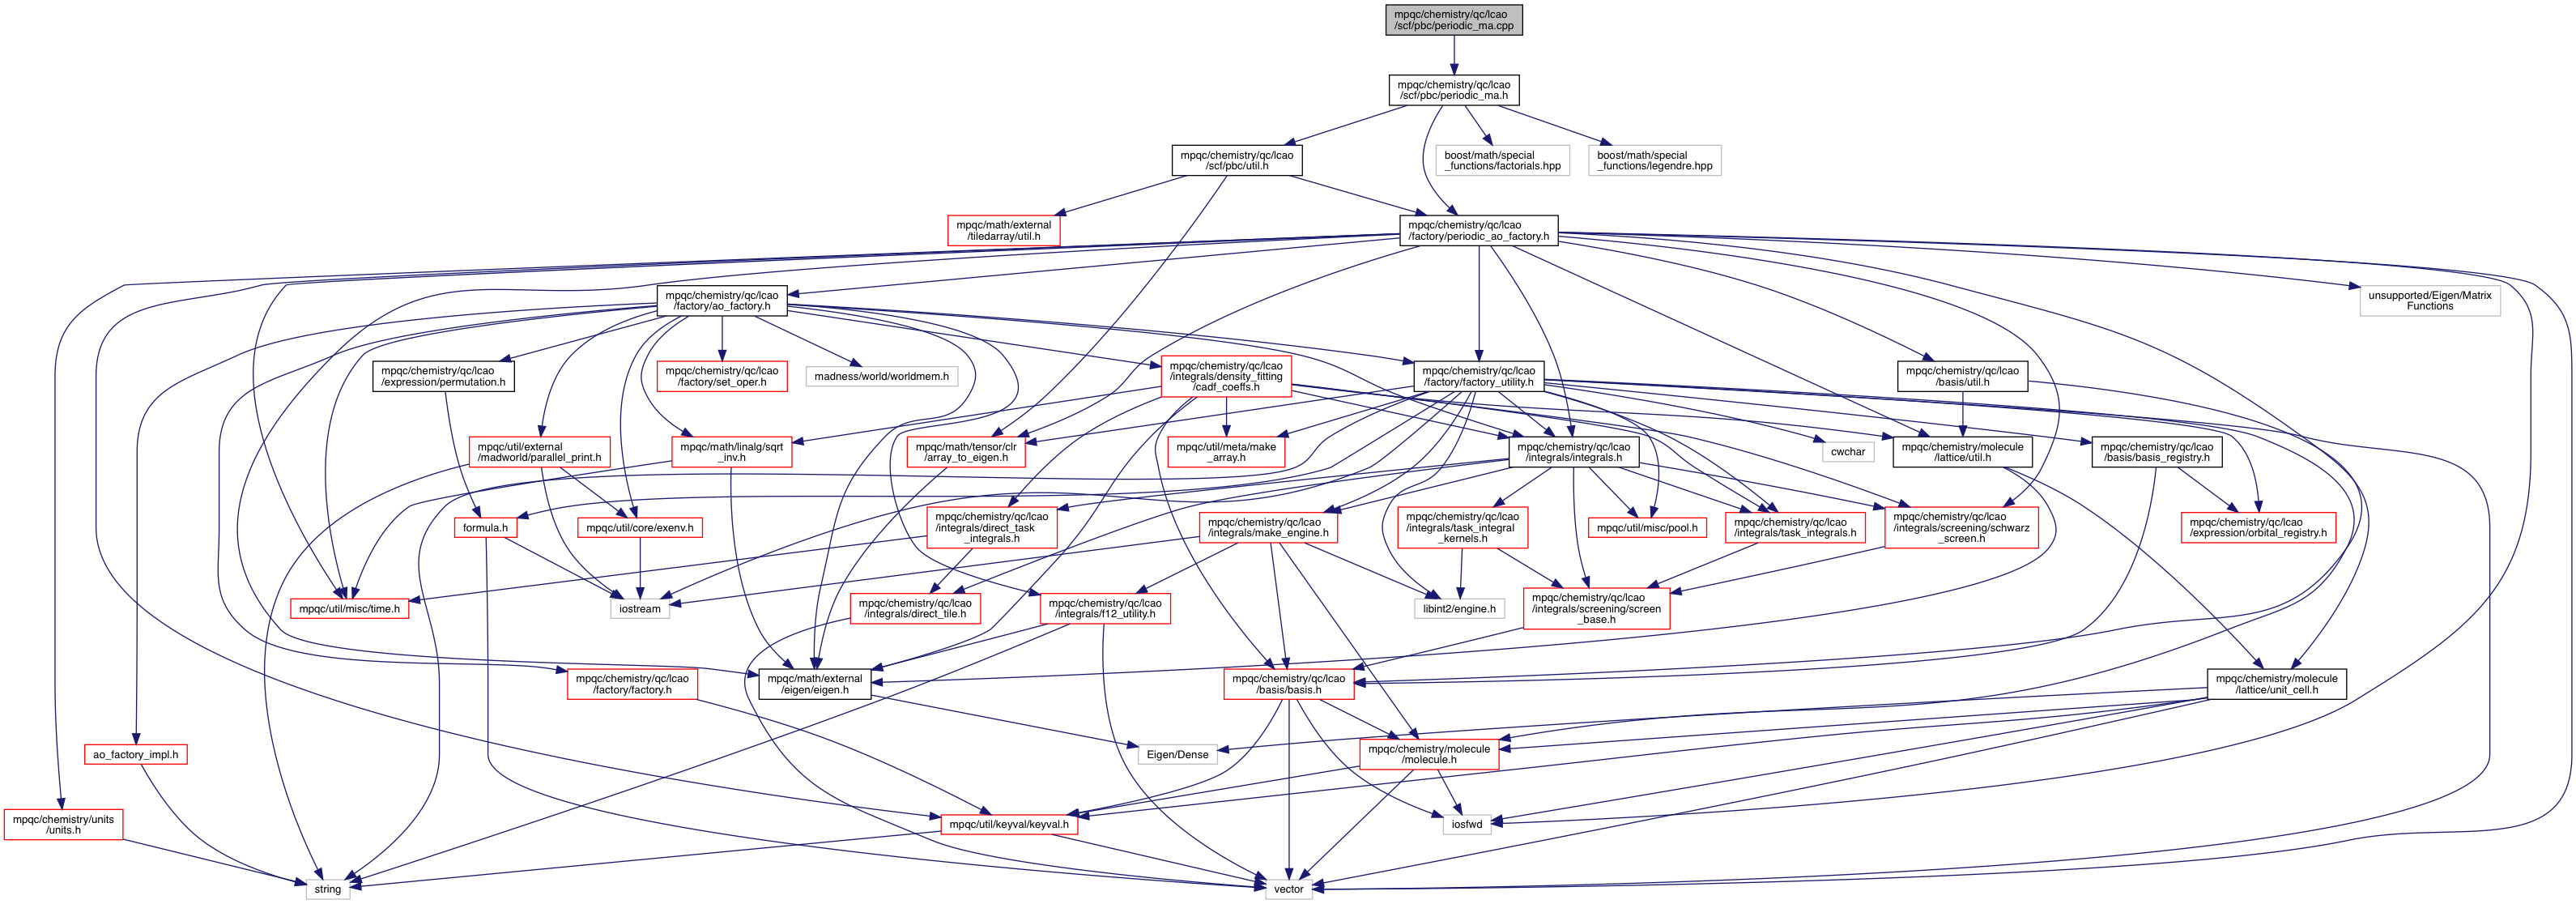 mpqc/chemistry/qc/lcao
/scf/pbc/periodic_ma.cpp
mpqc/chemistry/qc/lcao
/scf/pbc/periodic_ma.h
mpqc/chemistry/qc/lcao
/scf/pbc/util.h
boost/math/special
_functions/factorials.hpp
boost/math/special
_functions/legendre.hpp
mpqc/math/external
/tiledarray/util.h
mpqc/chemistry/qc/lcao
/factory/periodic_ao_factory.h
mpqc/chemistry/qc/lcao
/factory/ao_factory.h
unsupported/Eigen/Matrix
Functions
mpqc/chemistry/qc/lcao
/expression/permutation.h
mpqc/chemistry/qc/lcao
/factory/set_oper.h
madness/world/worldmem.h
mpqc/chemistry/qc/lcao
/integrals/density_fitting
/cadf_coeffs.h
mpqc/chemistry/qc/lcao
/factory/factory_utility.h
mpqc/chemistry/qc/lcao
/basis/util.h
mpqc/util/external
/madworld/parallel_print.h
mpqc/math/linalg/sqrt
_inv.h
mpqc/math/tensor/clr
/array_to_eigen.h
mpqc/util/meta/make
_array.h
mpqc/chemistry/qc/lcao
/integrals/integrals.h
cwchar
mpqc/chemistry/molecule
/lattice/util.h
mpqc/chemistry/qc/lcao
/basis/basis_registry.h
formula.h
mpqc/util/core/exenv.h
mpqc/chemistry/qc/lcao
/integrals/direct_task
_integrals.h
mpqc/chemistry/qc/lcao
/integrals/make_engine.h
mpqc/chemistry/qc/lcao
/integrals/task_integral
_kernels.h
mpqc/util/misc/pool.h
mpqc/chemistry/qc/lcao
/integrals/task_integrals.h
mpqc/chemistry/qc/lcao
/integrals/screening/schwarz
_screen.h
mpqc/chemistry/qc/lcao
/expression/orbital_registry.h
mpqc/util/misc/time.h
iostream
mpqc/chemistry/qc/lcao
/integrals/direct_tile.h
mpqc/chemistry/qc/lcao
/integrals/f12_utility.h
libint2/engine.h
mpqc/chemistry/qc/lcao
/integrals/screening/screen
_base.h
mpqc/chemistry/qc/lcao
/factory/factory.h
mpqc/math/external
/eigen/eigen.h
mpqc/chemistry/qc/lcao
/basis/basis.h
mpqc/chemistry/molecule
/lattice/unit_cell.h
ao_factory_impl.h
Eigen/Dense
mpqc/chemistry/molecule
/molecule.h
mpqc/chemistry/units
/units.h
mpqc/util/keyval/keyval.h
iosfwd
string
vector